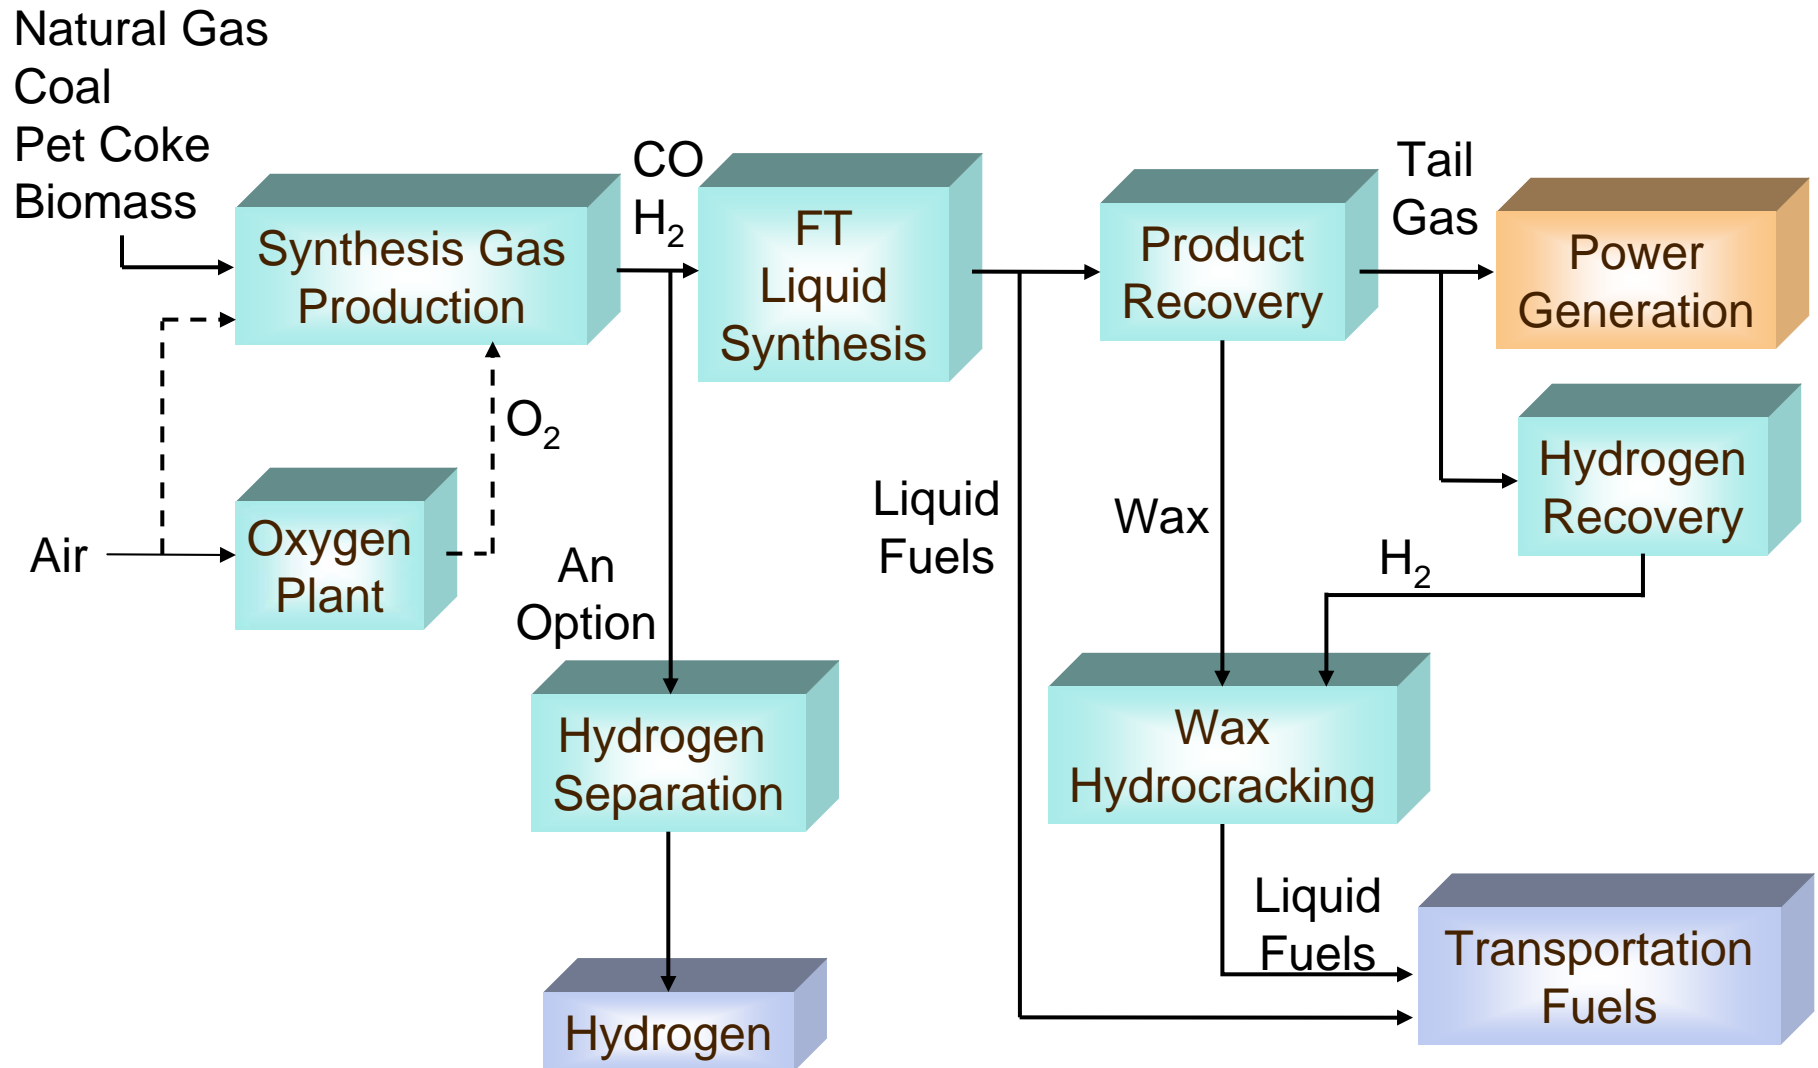 Natural Gas
Coal
Pet Coke
Biomass
Synthesis Gas
Production
CO
H₂
FT
Liquid
Synthesis
Product
Recovery
Tail
Gas
Power
Generation
Air
Oxygen
Plant
O₂
An
Option
Liquid
Fuels
Wax
Hydrogen
Recovery
H₂
Hydrogen
Separation
Wax
Hydrocracking
Liquid
Fuels
Transportation
Fuels
Hydrogen